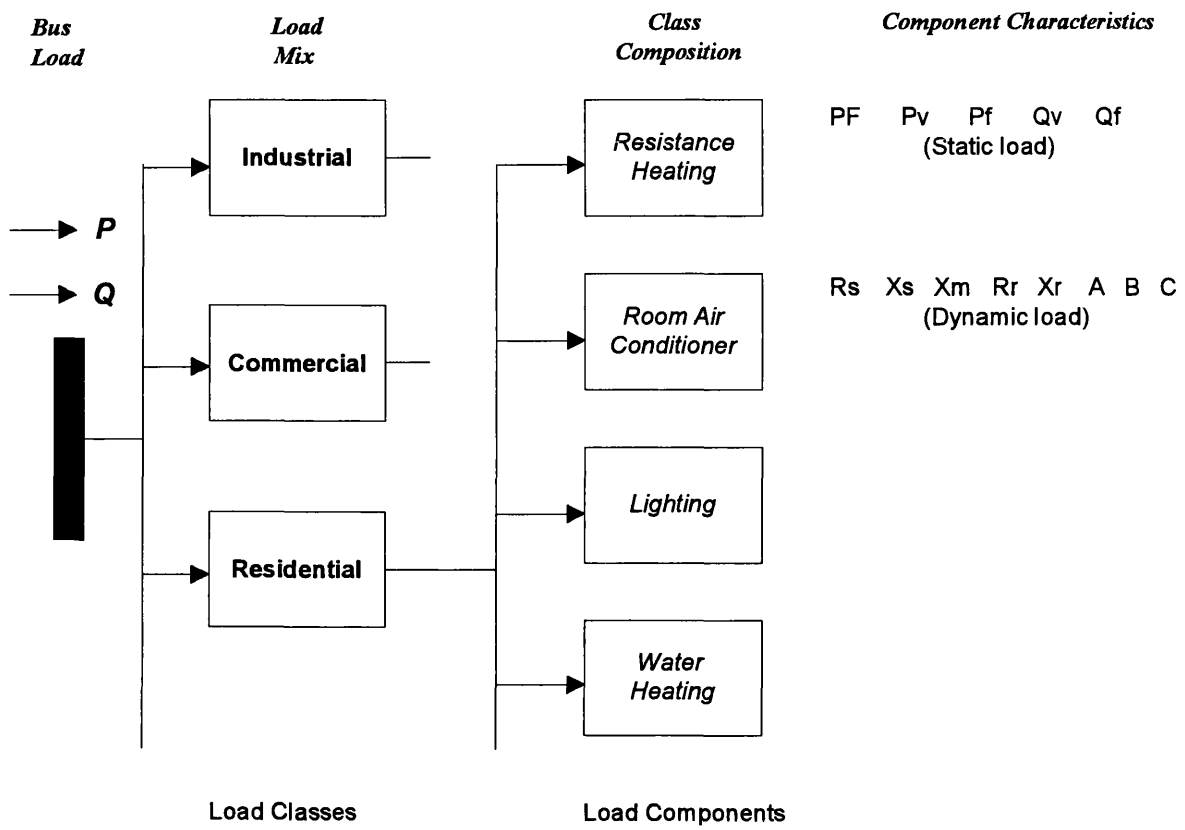 Bus
Load
Load
Mix
Class
Composition
Component Characteristics
Industrial
Resistance
Heating
PF Pv Pf Qv Qf
(Static load)
P
Q
Commercial
Room Air
Conditioner
Rs Xs Xm Rr Xr A B C
(Dynamic load)
Lighting
Residential
Water
Heating
Load Classes
Load Components